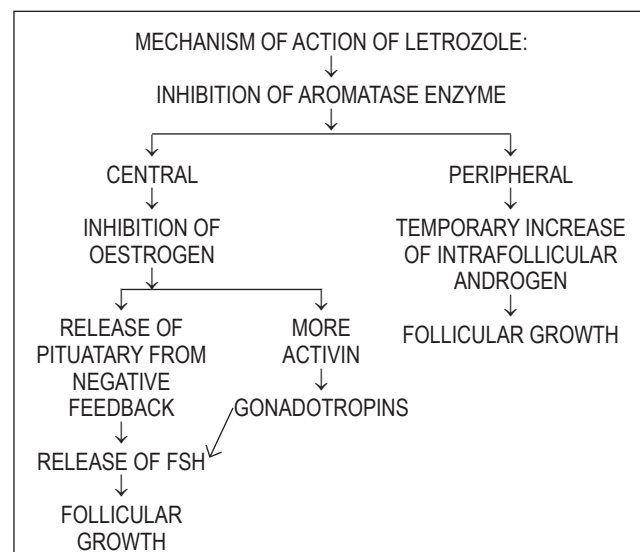 MECHANISM OF ACTION OF LETROZOLE:
INHIBITION OF AROMATASE ENZYME
CENTRAL
INHIBITION OF
OESTROGEN
RELEASE OF
PITUATARY FROM
NEGATIVE
FEEDBACK
RELEASE OF FSH
FOLLICULAR
GROWTH
MORE
ACTIVIN
GONADOTROPINS
PERIPHERAL
TEMPORARY INCREASE
OF INTRAFOLLICULAR
ANDROGEN
FOLLICULAR GROWTH